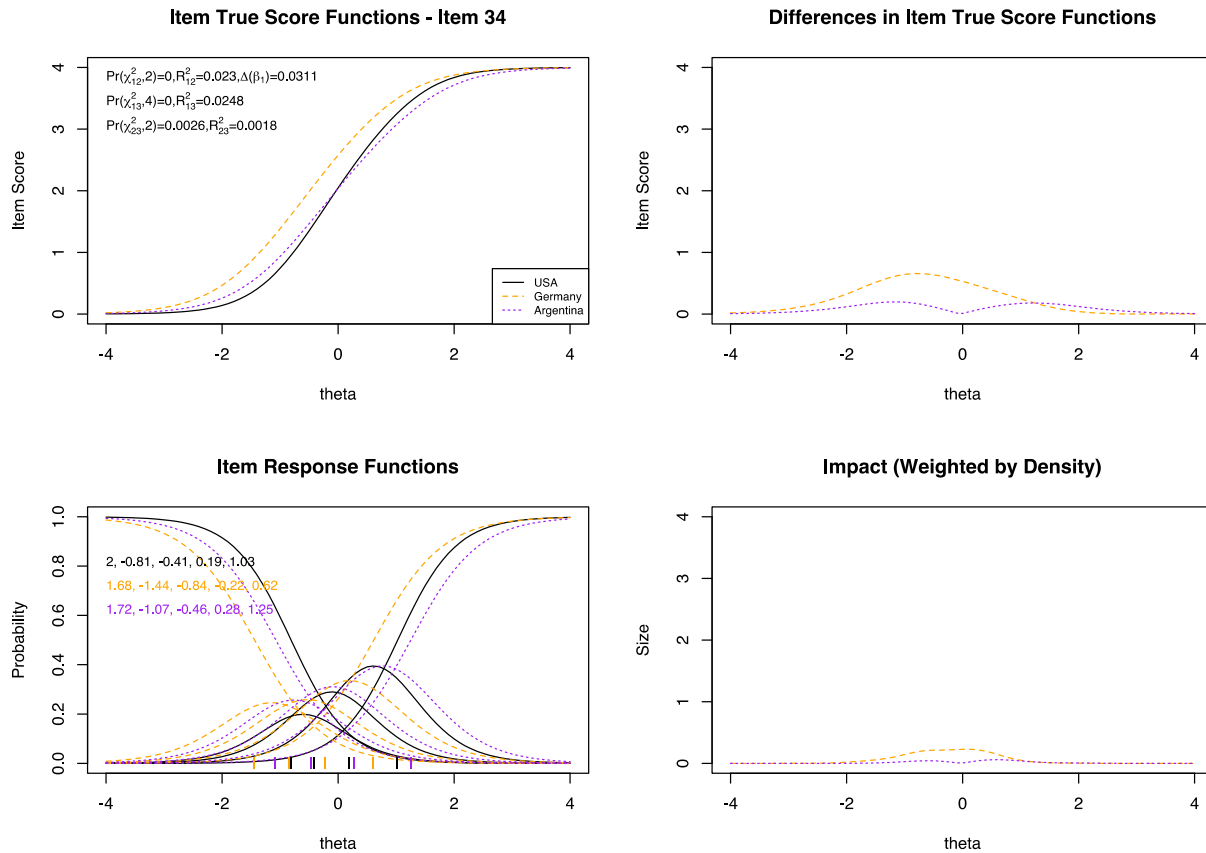 Item True Score Functions - Item 34
Pr(χ²₁₂,2)=0,R²₁₂=0.023,Δ(β₁)=0.0311
Pr(χ²₁₃,4)=0,R²₁₃=0.0248
Pr(χ²₂₃,2)=0.0026,R²₂₃=0.0018
Item Score
4
3
2
1
0
USA
Germany
Argentina
-4 -2 0 2 4
theta
Differences in Item True Score Functions
Item Score
4
3
2
1
0
-4 -2 0 2 4
theta
Item Response Functions
Probability
1.0
0.8
0.6
0.4
0.2
0.0
2, -0.81, -0.41, 0.19, 1.03
1.68, -1.44, -0.84, -0.22, 0.62
1.72, -1.07, -0.46, 0.28, 1.25
-4 -2 0 2 4
theta
Impact (Weighted by Density)
Size
4
3
2
1
0
-4 -2 0 2 4
theta